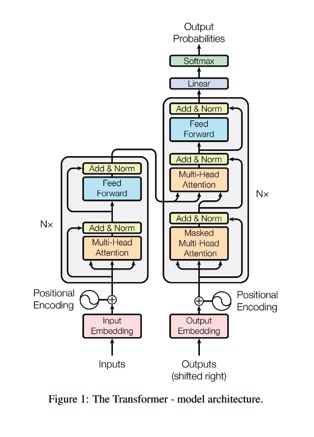 Output
Probabilities
Softmax
Linear
Add & Norm
Feed
Forward
Add & Norm
Multi-Head
Attention
Add & Norm
Masked
Multi-Head
Attention
N×
Add & Norm
Feed
Forward
Add & Norm
Multi-Head
Attention
N×
Positional
Encoding
Positional
Encoding
Input
Embedding
Output
Embedding
Inputs
Outputs
(shifted right)
Figure 1: The Transformer - model architecture.